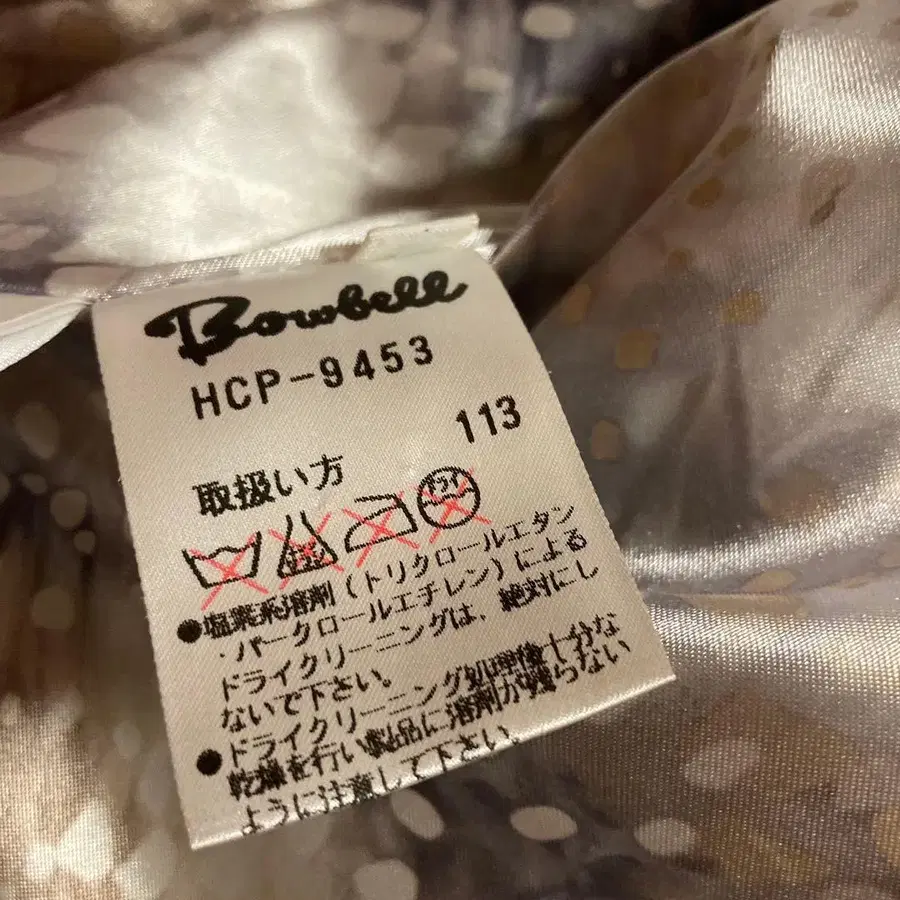 Bowbell
HCP-9453
113
取扱い方
ドライ
●塩素系溶剤(トリクロールエタン
・パークロールエチレン)による
ドライクリーニングは、絶対にし
ないで下さい。
●ドライクリーニング処理後十分な
乾燥を行い製品に溶剤が残らない
ように注意して下さい。